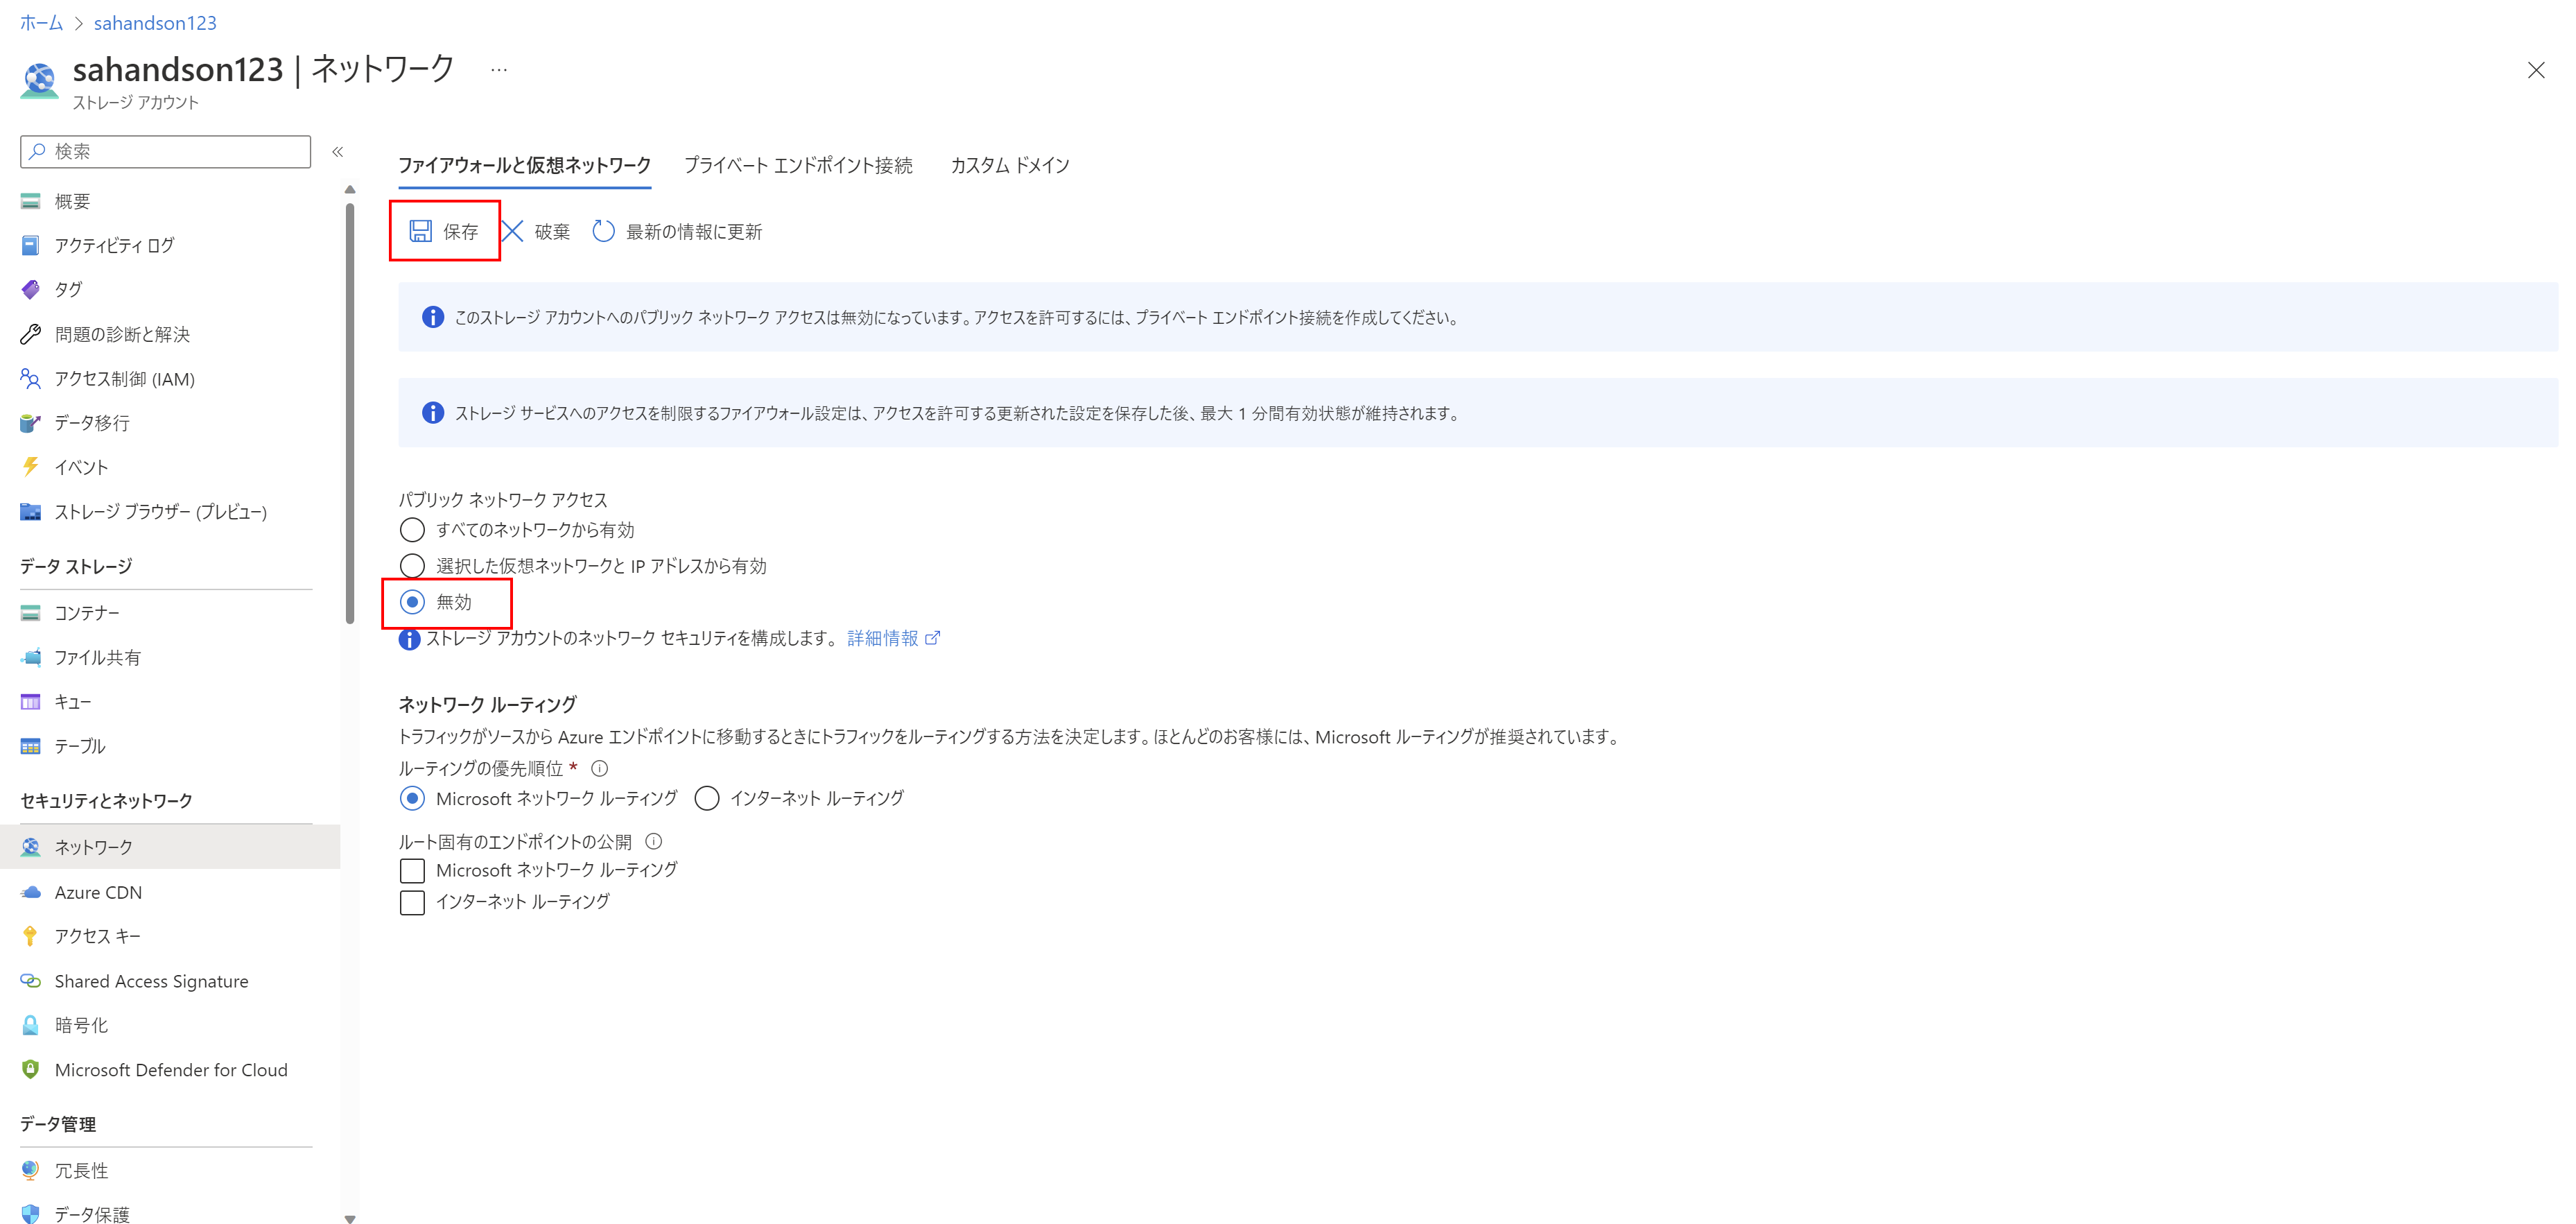 ホーム > sahandson123
sahandson123 | ネットワーク ...
ストレージ アカウント
検索
«
概要
アクティビティ ログ
タグ
問題の診断と解決
アクセス制御 (IAM)
データ移行
イベント
ストレージ ブラウザー (プレビュー)
データ ストレージ
コンテナー
ファイル共有
キュー
テーブル
セキュリティとネットワーク
ネットワーク
Azure CDN
アクセス キー
Shared Access Signature
暗号化
Microsoft Defender for Cloud
データ管理
冗長性
データ保護
ファイアウォールと仮想ネットワーク プライベート エンドポイント接続 カスタム ドメイン
保存 破棄 最新の情報に更新
このストレージ アカウントへのパブリック ネットワーク アクセスは無効になっています。アクセスを許可するには、プライベート エンドポイント接続を作成してください。
ストレージ サービスへのアクセスを制限するファイアウォール設定は、アクセスを許可する更新された設定を保存した後、最大 1 分間有効状態が維持されます。
パブリック ネットワーク アクセス
すべてのネットワークから有効
選択した仮想ネットワークと IP アドレスから有効
無効
ストレージ アカウントのネットワーク セキュリティを構成します。 詳細情報
ネットワーク ルーティング
トラフィックがソースから Azure エンドポイントに移動するときにトラフィックをルーティングする方法を決定します。ほとんどのお客様には、Microsoft ルーティングが推奨されています。
ルーティングの優先順位 *
Microsoft ネットワーク ルーティング インターネット ルーティング
ルート固有のエンドポイントの公開
Microsoft ネットワーク ルーティング
インターネット ルーティング